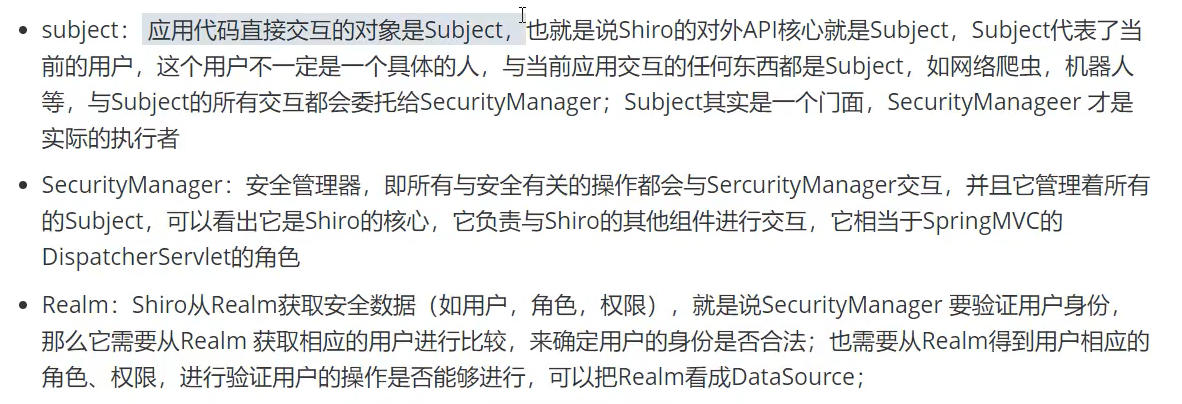 • subject：应用代码直接交互的对象是Subject，也就是说Shiro的对外API核心就是Subject，Subject代表了当
前的用户，这个用户不一定是一个具体的人，与当前应用交互的任何东西都是Subject，如网络爬虫，机器人
等，与Subject的所有交互都会委托给SecurityManager；Subject其实是一个门面，SecurityManageer 才是
实际的执行者
• SecurityManager：安全管理器，即所有与安全有关的操作都会与SercurityManager交互，并且它管理着所有
的Subject，可以看出它是Shiro的核心，它负责与Shiro的其他组件进行交互，它相当于SpringMVC的
DispatcherServlet的角色
• Realm：Shiro从Realm获取安全数据（如用户，角色，权限），就是说SecurityManager 要验证用户身份，
那么它需要从Realm 获取相应的用户进行比较，来确定用户的身份是否合法；也需要从Realm得到用户相应的
角色、权限，进行验证用户的操作是否能够进行，可以把Realm看成DataSource；